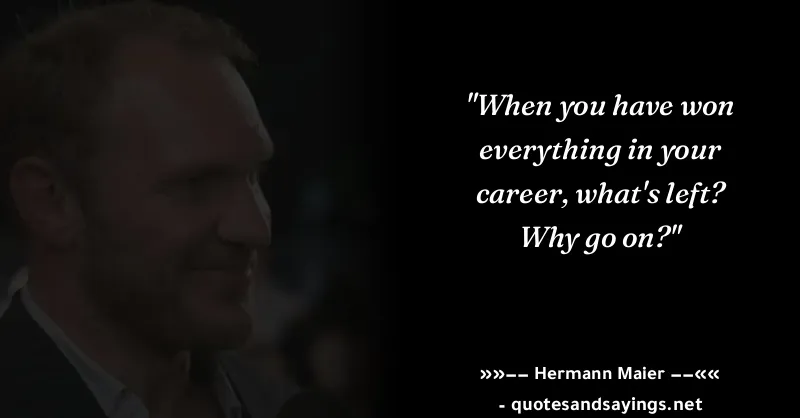 "When you have won
everything in your
career, what's left?
Why go on?"
»»–– Hermann Maier ––««
- quotesandsayings.net